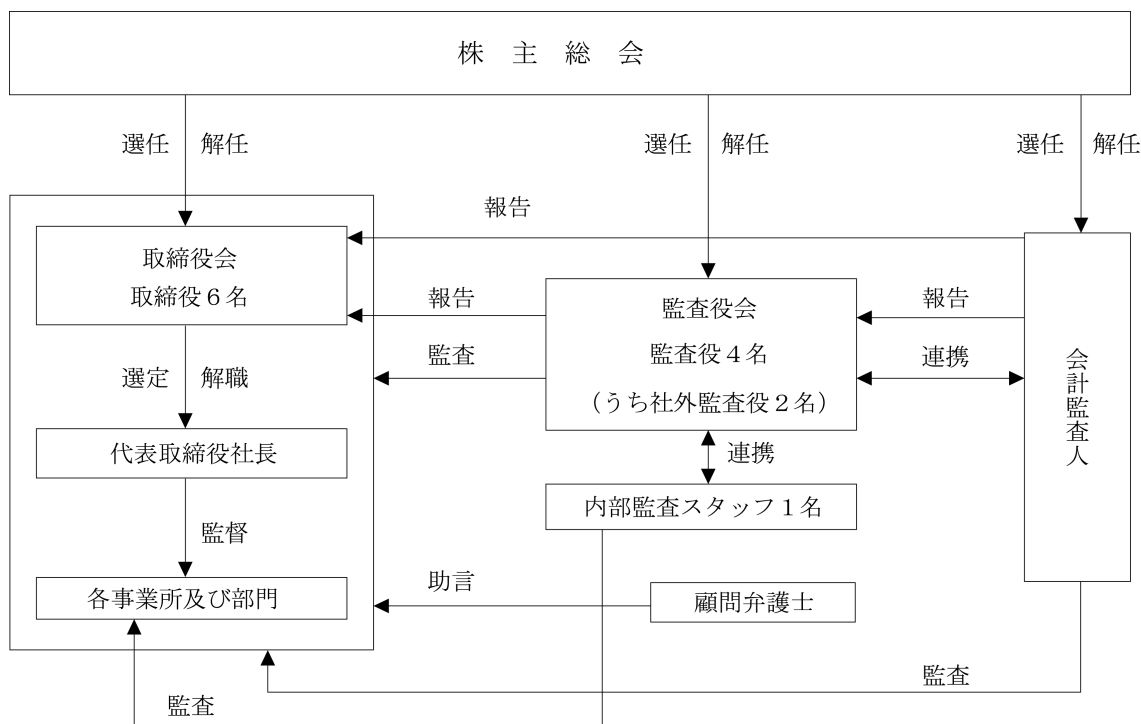 株主総会
選任 解任
選任 解任
選任 解任
報告
取締役会
取締役6名
報告
監査役会
監査役4名
(うち社外監査役2名)
報告
監査
連携
会計監査人
選定 解職
代表取締役社長
連携
内部監査スタッフ1名
監督
各事業所及び部門
助言
顧問弁護士
監査
監査